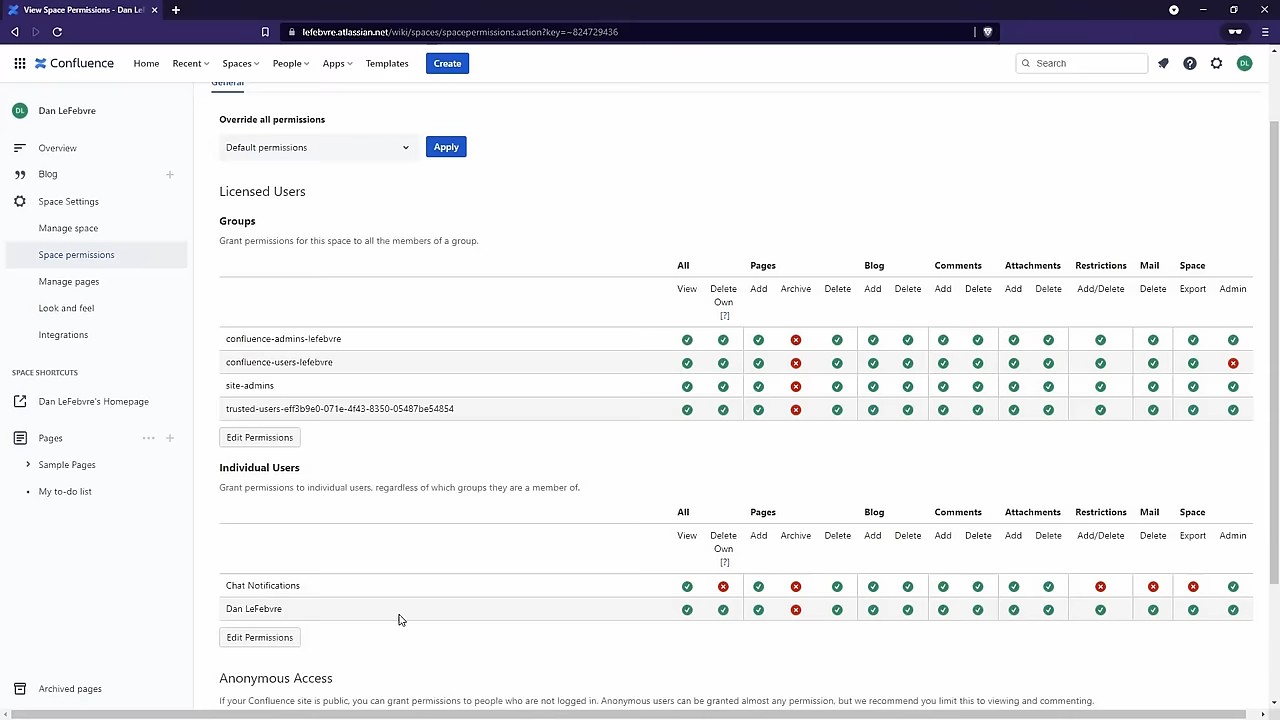 View Space Permissions - Dan Le
lefebvre.atlassian.net/wiki/spaces/spacepermissions.action?key=~824729436
Confluence Home Recent Spaces People Apps Templates Create Search DL
DL Dan LeFebvre
Overview
Blog
Space Settings
Manage space
Space permissions
Manage pages
Look and feel
Integrations
SPACE SHORTCUTS
Dan LeFebvre's Homepage
Pages
Sample Pages
My to-do list
Archived pages
General
Override all permissions
Default permissions Apply
Licensed Users
Groups
Grant permissions for this space to all the members of a group.
All Pages Blog Comments Attachments Restrictions Mail Space
View Delete Add Archive Delete Add Delete Add Delete Add Delete Add/Delete Delete Export Admin
Own
[?]
confluence-admins-lefebvre
confluence-users-lefebvre
site-admins
trusted-users-eff3b9e0-071e-4f43-8350-05487be54854
Edit Permissions
Individual Users
Grant permissions to individual users, regardless of which groups they are a member of.
All Pages Blog Comments Attachments Restrictions Mail Space
View Delete Add Archive Delete Add Delete Add Delete Add Delete Add/Delete Delete Export Admin
Own
[?]
Chat Notifications
Dan LeFebvre
Edit Permissions
Anonymous Access
If your Confluence site is public, you can grant permissions to people who are not logged in. Anonymous users can be granted almost any permission, but we recommend you limit this to viewing and commenting.